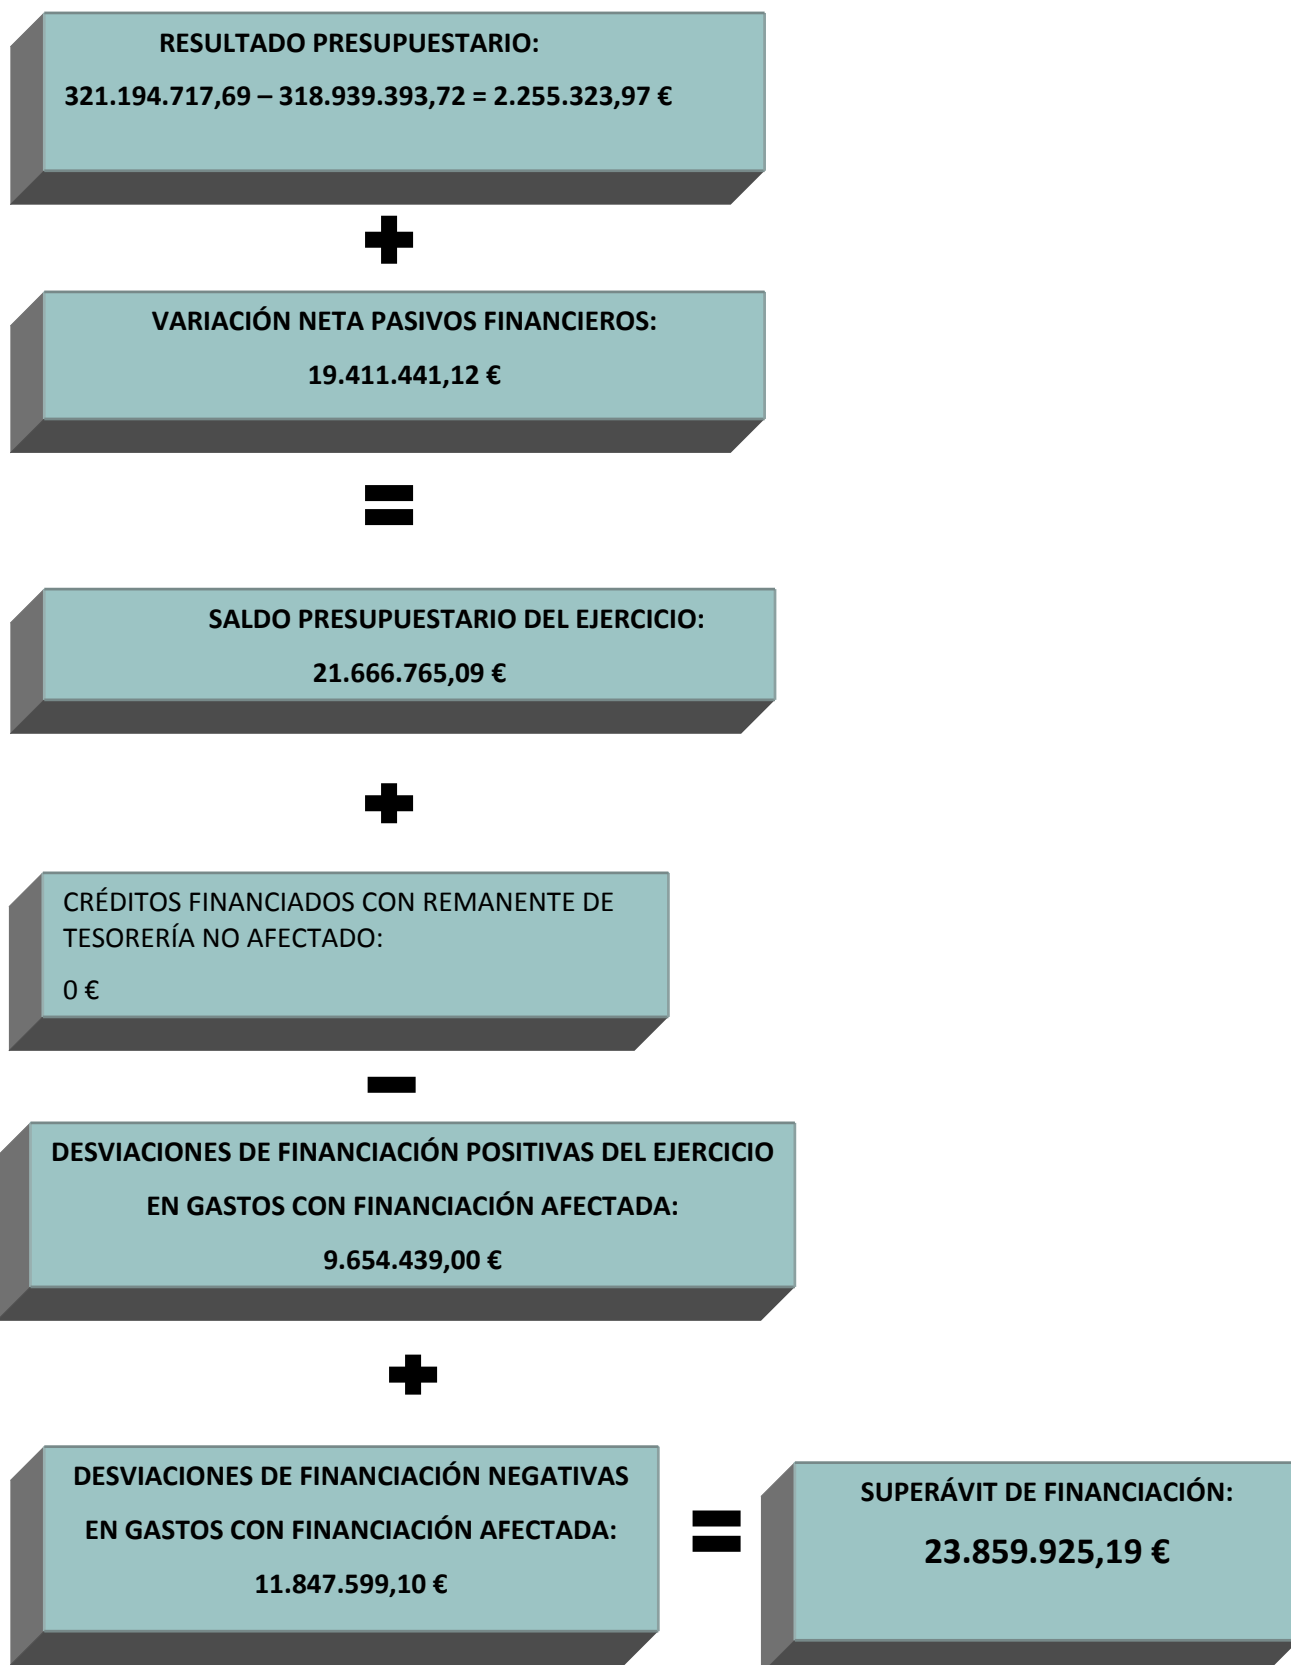 RESULTADO PRESUPUESTARIO:
321.194.717,69 – 318.939.393,72 = 2.255.323,97 €
VARIACIÓN NETA PASIVOS FINANCIEROS:
19.411.441,12 €
SALDO PRESUPUESTARIO DEL EJERCICIO:
21.666.765,09 €
CRÉDITOS FINANCIADOS CON REMANENTE DE
TESORERÍA NO AFECTADO:
0 €
DESVIACIONES DE FINANCIACIÓN POSITIVAS DEL EJERCICIO
EN GASTOS CON FINANCIACIÓN AFECTADA:
9.654.439,00 €
DESVIACIONES DE FINANCIACIÓN NEGATIVAS
EN GASTOS CON FINANCIACIÓN AFECTADA:
11.847.599,10 €
SUPERÁVIT DE FINANCIACIÓN:
23.859.925,19 €